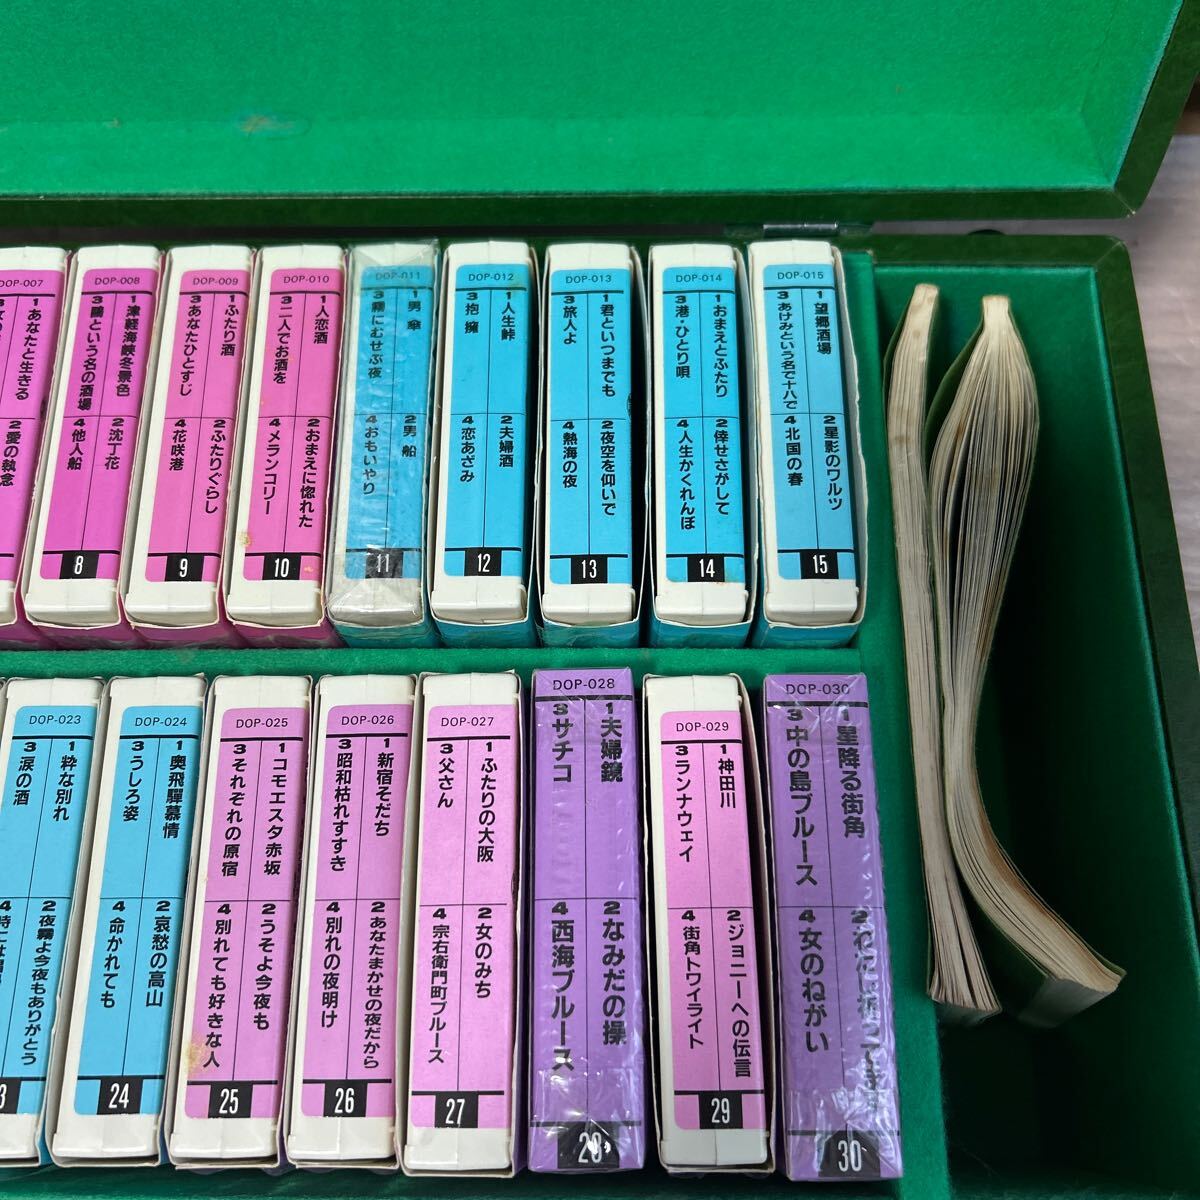 DOP-007
1 あなたと生きる
2 愛の執念
DOP-008
1 津軽海峡冬景色
2 沈丁花
3 鷗という名の酒場
4 他人船
8
DOP-009
1 ふたり酒
2 ふたりぐらし
3 あなたひとすじ
4 花咲港
9
DOP-010
1 人恋酒
2 おまえに惚れた
3 二人でお酒を
4 メランコリー
10
DOP-011
1 男傘
2 男船
3 霧にむせぶ夜
4 おもいやり
11
DOP-012
1 人生峠
2 夫婦酒
3 抱擁
4 恋あざみ
12
DOP-013
1 君といつまでも
2 夜空を仰いで
3 旅人よ
4 熱海の夜
13
DOP-014
1 おまえとふたり
2 倖せさがして
3 港・ひとり唄
4 人生かくれんぼ
14
DOP-015
1 望郷酒場
2 星影のワルツ
3 あけみという名で十八で
4 北国の春
15
DOP-023
1 粋な別れ
2 夜霧よ今夜もありがとう
3 涙の酒
3
DOP-024
1 奥飛驒慕情
2 哀愁の高山
3 うしろ姿
4 命かれても
24
DOP-025
1 コモエスタ赤坂
2 うそよ今夜も
3 それぞれの原宿
4 別れても好きな人
25
DOP-026
1 新宿そだち
2 あなたまかせの夜だから
3 昭和枯れすすき
4 別れの夜明け
26
DOP-027
1 ふたりの大阪
2 女のみち
3 父さん
4 宗右衛門町ブルース
27
DOP-028
1 夫婦鏡
2 なみだの操
3 サチコ
4 西海ブルース
28
DOP-029
1 神田川
2 ジョニーへの伝言
3 ランナウェイ
4 街角トワイライト
29
DOP-030
1 星降る街角
3 中の島ブルース
4 女のねがい
30